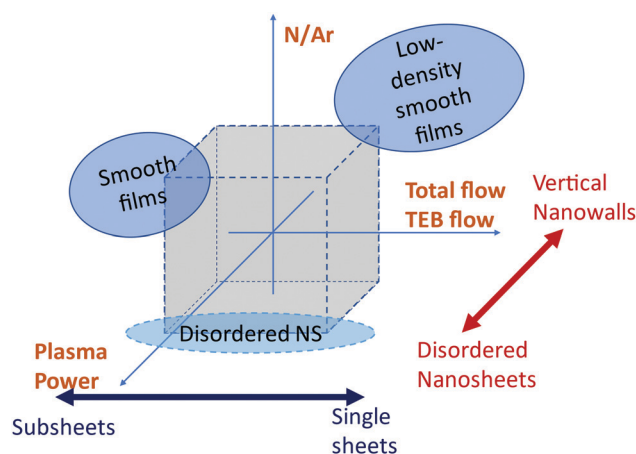 N/Ar
Low-
density
smooth
films
Smooth
films
Total flow
TEB flow
Vertical
Nanowalls
Disordered NS
Plasma
Power
Disordered
Nanosheets
Subsheets
Single
sheets